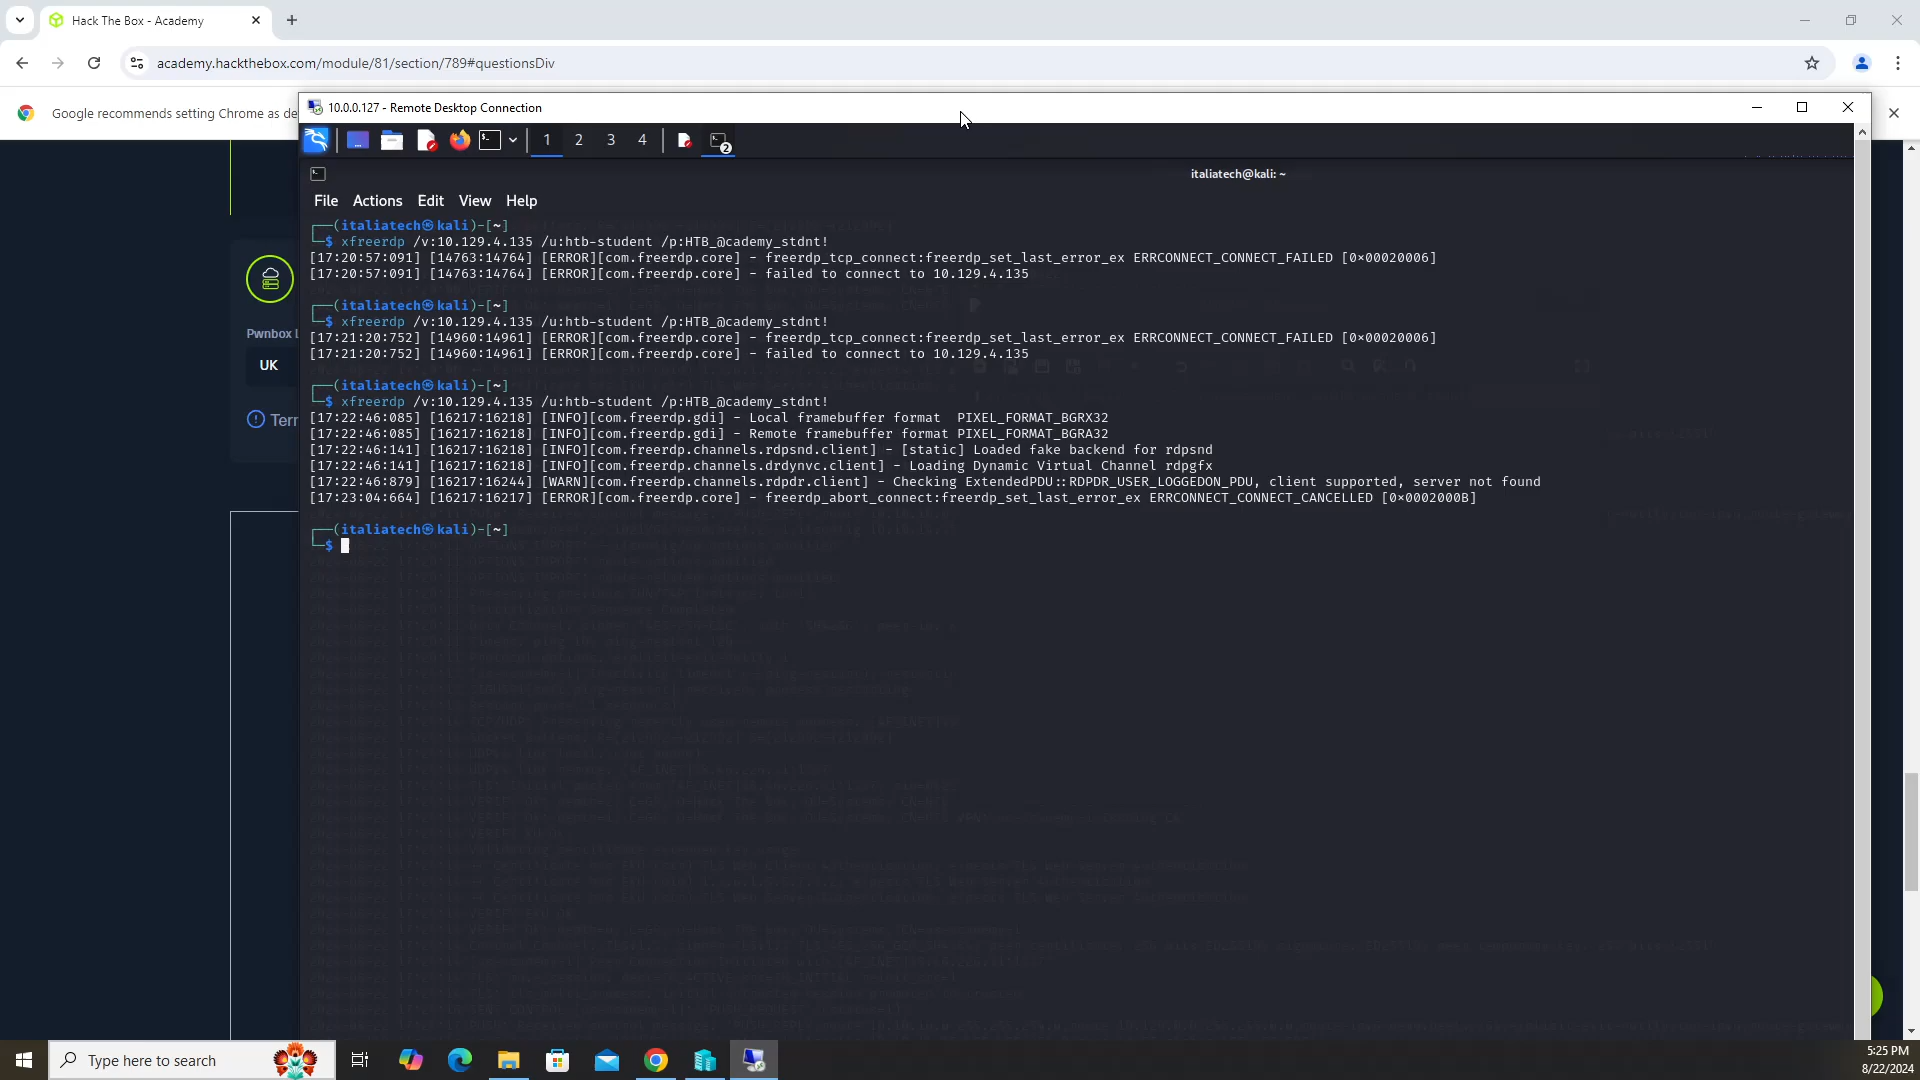 Hack The Box - Academy
academy.hackthebox.com/module/81/section/789#questionsDiv
Google recommends setting Chrome as de
10.0.0.127 - Remote Desktop Connection
1 2 3 4 2
italiatech@kali: ~
File Actions Edit View Help
┌──(italiatech㉿kali)-[~]
└─$ xfreerdp /v:10.129.4.135 /u:htb-student /p:HTB_@cademy_stdnt!
[17:20:57:091] [14763:14764] [ERROR][com.freerdp.core] - freerdp_tcp_connect:freerdp_set_last_error_ex ERRCONNECT_CONNECT_FAILED [0×00020006]
[17:20:57:091] [14763:14764] [ERROR][com.freerdp.core] - failed to connect to 10.129.4.135
┌──(italiatech㉿kali)-[~]
└─$ xfreerdp /v:10.129.4.135 /u:htb-student /p:HTB_@cademy_stdnt!
[17:21:20:752] [14960:14961] [ERROR][com.freerdp.core] - freerdp_tcp_connect:freerdp_set_last_error_ex ERRCONNECT_CONNECT_FAILED [0×00020006]
[17:21:20:752] [14960:14961] [ERROR][com.freerdp.core] - failed to connect to 10.129.4.135
┌──(italiatech㉿kali)-[~]
└─$ xfreerdp /v:10.129.4.135 /u:htb-student /p:HTB_@cademy_stdnt!
[17:22:46:085] [16217:16218] [INFO][com.freerdp.gdi] - Local framebuffer format  PIXEL_FORMAT_BGRX32
[17:22:46:085] [16217:16218] [INFO][com.freerdp.gdi] - Remote framebuffer format PIXEL_FORMAT_BGRA32
[17:22:46:141] [16217:16218] [INFO][com.freerdp.channels.rdpsnd.client] - [static] Loaded fake backend for rdpsnd
[17:22:46:141] [16217:16218] [INFO][com.freerdp.channels.drdynvc.client] - Loading Dynamic Virtual Channel rdpgfx
[17:22:46:879] [16217:16244] [WARN][com.freerdp.channels.rdpdr.client] - Checking ExtendedPDU::RDPDR_USER_LOGGEDON_PDU, client supported, server not found
[17:23:04:664] [16217:16217] [ERROR][com.freerdp.core] - freerdp_abort_connect:freerdp_set_last_error_ex ERRCONNECT_CONNECT_CANCELLED [0×0002000B]
┌──(italiatech㉿kali)-[~]
└─$
Pwnbox L
UK
Terr
Type here to search
5:25 PM
8/22/2024